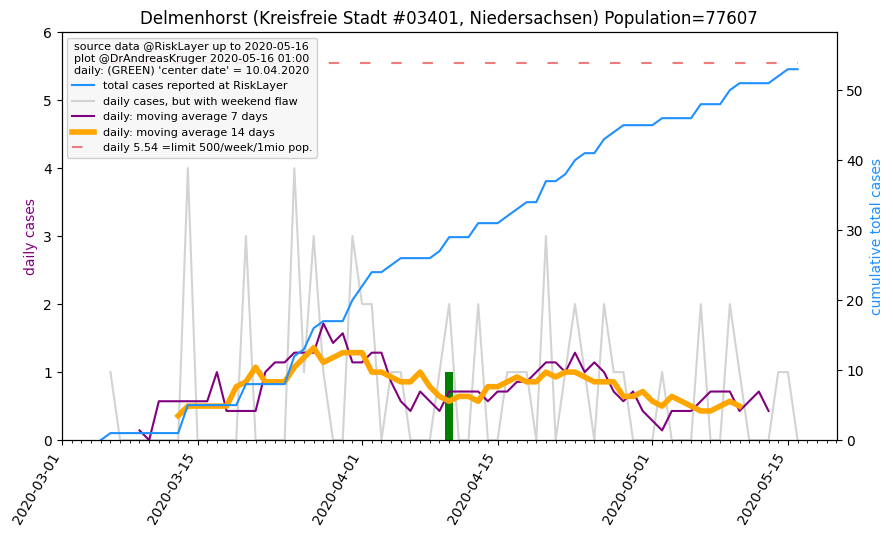 Delmenhorst (Kreisfreie Stadt #03401, Niedersachsen) Population=77607
source data @RiskLayer up to 2020-05-16
plot @DrAndreasKruger 2020-05-16 01:00
daily: (GREEN) 'center date' = 10.04.2020
total cases reported at RiskLayer
daily cases, but with weekend flaw
daily: moving average 7 days
daily: moving average 14 days
daily 5.54 =limit 500/week/1mio pop.
daily cases
6
5
4
3
2
1
0
cumulative total cases
50
40
30
20
10
0
2020-03-01
2020-03-15
2020-04-01
2020-04-15
2020-05-01
2020-05-15